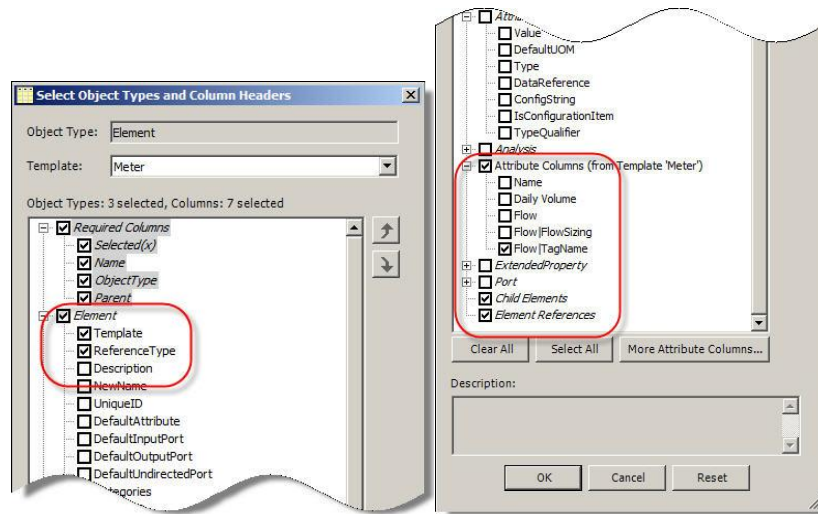 Select Object Types and Column Headers
Object Type: Element
Template: Meter
Object Types: 3 selected, Columns: 7 selected
Required Columns
Selected(x)
Name
ObjectType
Parent
Element
Template
ReferenceType
Description
NewName
UniqueID
DefaultAttribute
DefaultInputPort
DefaultOutputPort
DefaultUndirectedPort
Value
DefaultUOM
Type
DataReference
ConfigString
IsConfigurationItem
TypeQualifier
Analysis
Attribute Columns (from Template 'Meter')
Name
Daily Volume
Flow
Flow|FlowSizing
Flow|TagName
ExtendedProperty
Port
Child Elements
Element References
Clear All Select All More Attribute Columns...
Description:
OK Cancel Reset